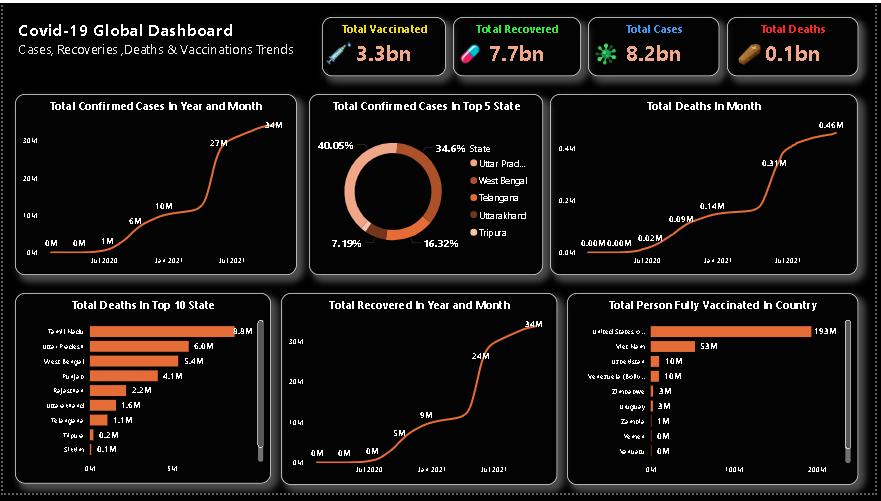 Covid-19 Global Dashboard
Cases, Recoveries ,Deaths & Vaccinations Trends
Total Vaccinated
3.3bn
Total Recovered
7.7bn
Total Cases
8.2bn
Total Deaths
0.1bn
Total Confirmed Cases In Year and Month
30M
20M
10M
0M
0M 0M 1M 6M 10M 27M 34M
Jul 2020 Jan 2021 Jul 2021
Total Confirmed Cases In Top 5 State
40.05%
34.6%
7.19%
16.32%
State
Uttar Prad...
West Bengal
Telangana
Uttarakhand
Tripura
Total Deaths In Month
0.4M
0.2M
0.0M
0.00M 0.00M 0.02M 0.09M 0.14M 0.31M 0.46M
Jul 2020 Jan 2021 Jul 2021
Total Deaths In Top 10 State
Tamil Nadu 8.8M
Uttar Pradesh 6.0M
West Bengal 5.4M
Punjab 4.1M
Rajasthan 2.2M
Uttarakhand 1.6M
Telangana 1.1M
Tripura 0.2M
Sikkim 0.1M
0M 5M
Total Recovered In Year and Month
30M
20M
10M
0M
0M 0M 0M 5M 9M 24M 34M
Jul 2020 Jan 2021 Jul 2021
Total Person Fully Vaccinated In Country
United States o... 193M
Viet Nam 53M
Uzbekistan 10M
Venezuela (Boliv... 10M
Zimbabwe 3M
Uruguay 3M
Zambia 1M
Yemen 0M
Vanuatu 0M
0M 100M 200M